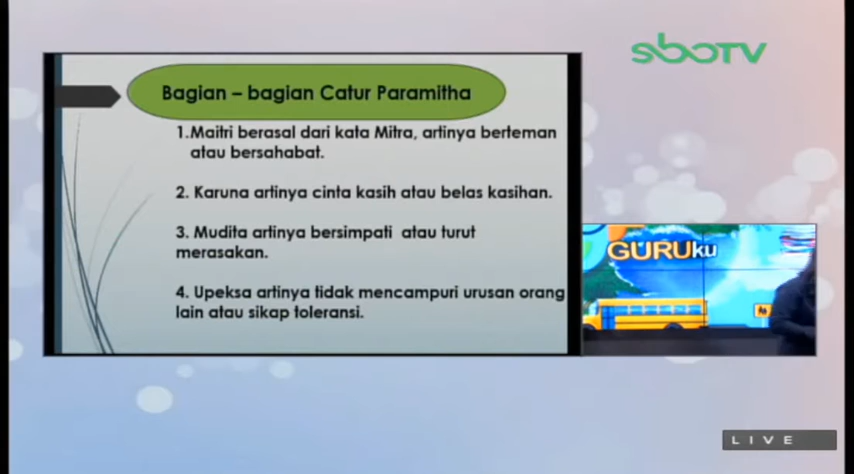 sboTV
Bagian – bagian Catur Paramitha
1.Maitri berasal dari kata Mitra, artinya berteman
atau bersahabat.
2. Karuna artinya cinta kasih atau belas kasihan.
3. Mudita artinya bersimpati atau turut
merasakan.
4. Upeksa artinya tidak mencampuri urusan orang
lain atau sikap toleransi.
GURUku
LIVE